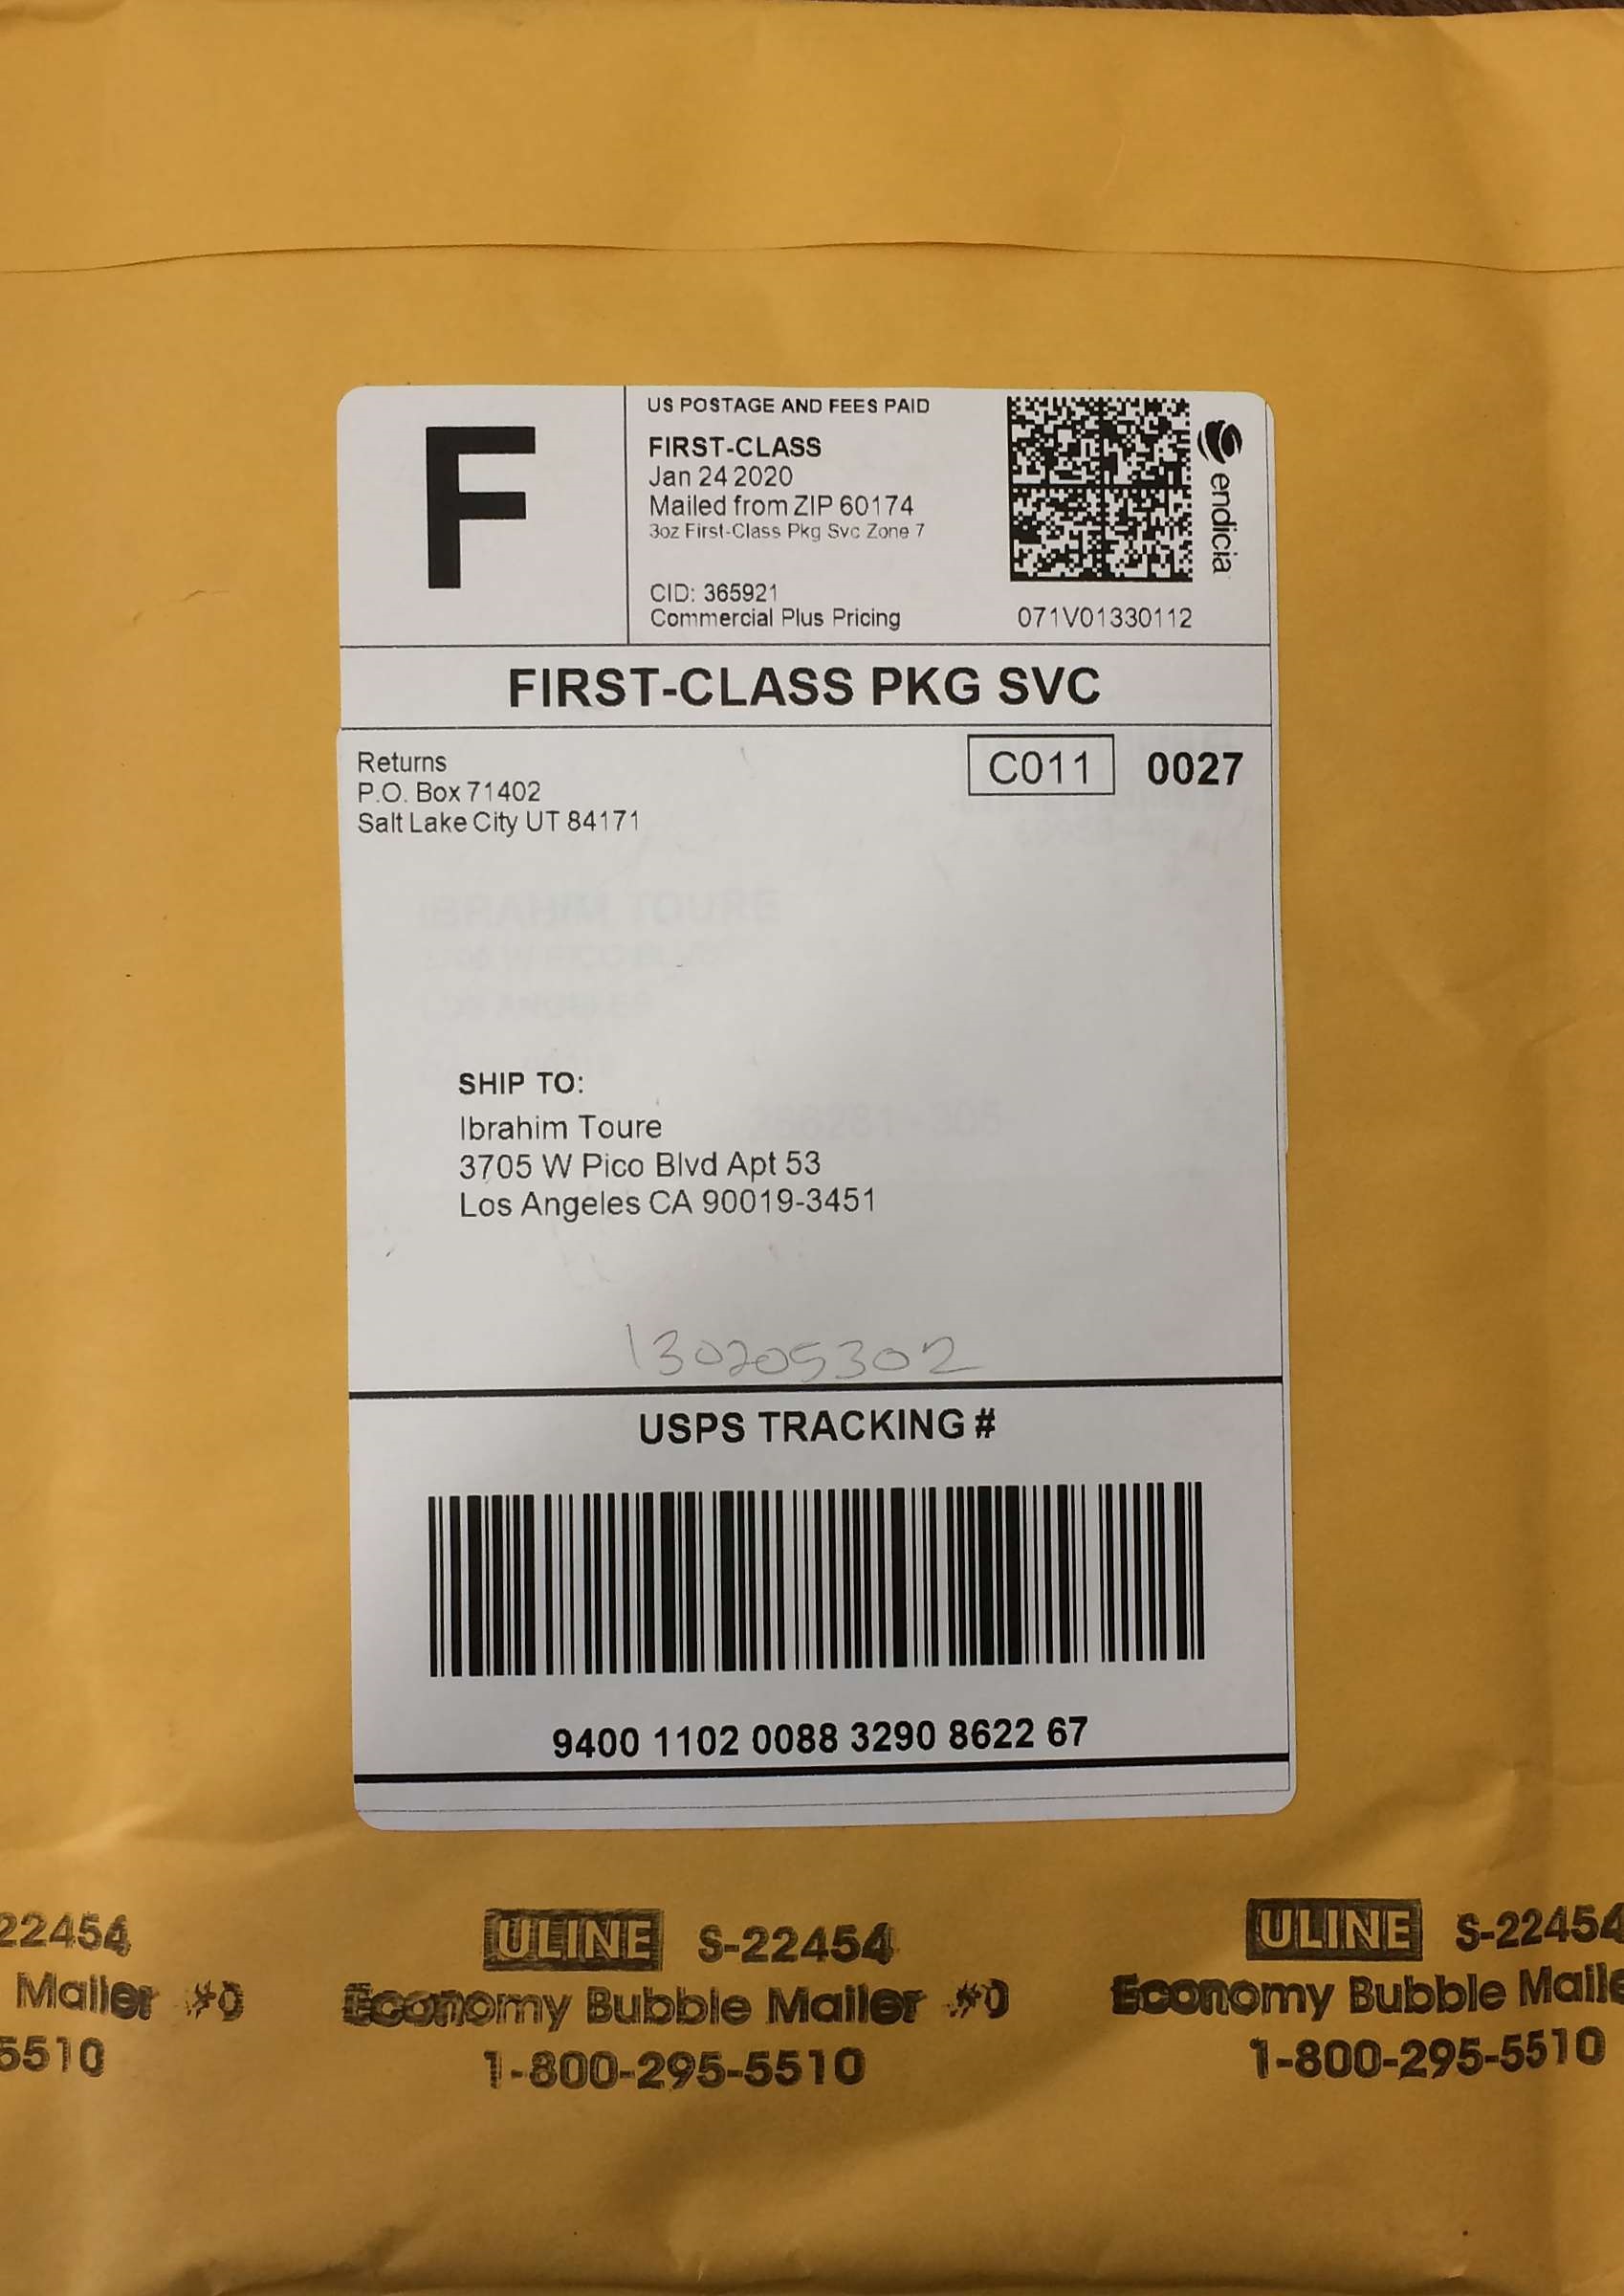 F
US POSTAGE AND FEES PAID
FIRST-CLASS
Jan 24 2020
Mailed from ZIP 60174
3oz First-Class Pkg Svc Zone 7
CID: 365921
Commercial Plus Pricing
endicia
071V01330112
FIRST-CLASS PKG SVC
Returns
P.O. Box 71402
Salt Lake City UT 84171
C011 0027
IBRAHIM TOURE
SHIP TO:
Ibrahim Toure
3705 W Pico Blvd Apt 53
Los Angeles CA 90019-3451
130205302
USPS TRACKING #
9400 1102 0088 3290 8622 67
22454
Mailer #0
5510
ULINE S-22454
Economy Bubble Mailer #0
1-800-295-5510
ULINE S-22454
Economy Bubble Maile
1-800-295-5510